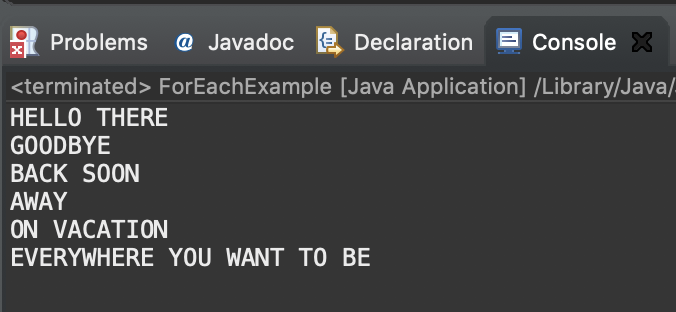 Problems @ Javadoc Declaration Console
<terminated> ForEachExample [Java Application] /Library/Java/
HELLO THERE
GOODBYE
BACK SOON
AWAY
ON VACATION
EVERYWHERE YOU WANT TO BE